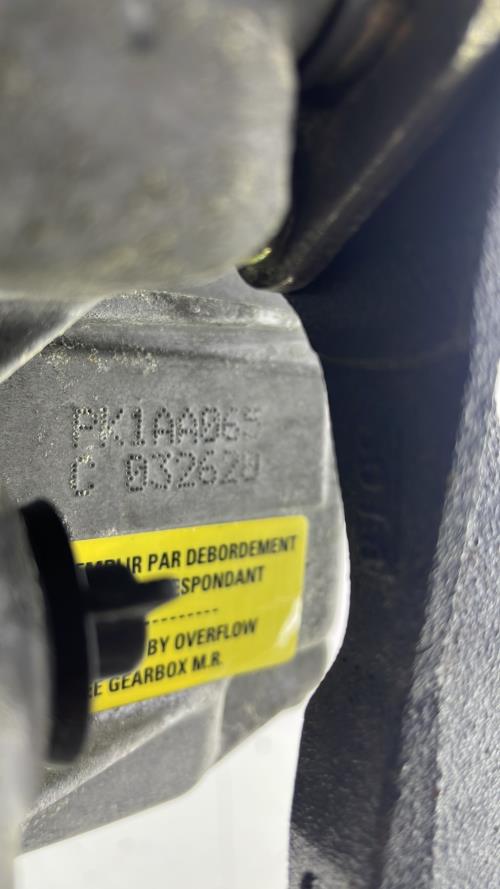 PK1AA065
C 032620
EMPLIR PAR DEBORDEMENT
ESPONDANT
----------
BY OVERFLOW
E GEARBOX M.R.